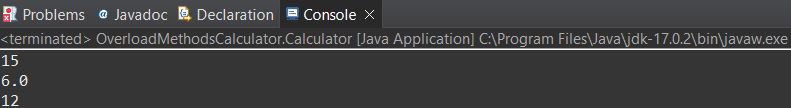 Problems @ Javadoc Declaration Console
<terminated> OverloadMethodsCalculator.Calculator [Java Application] C:\Program Files\Java\jdk-17.0.2\bin\javaw.exe
15
6.0
12